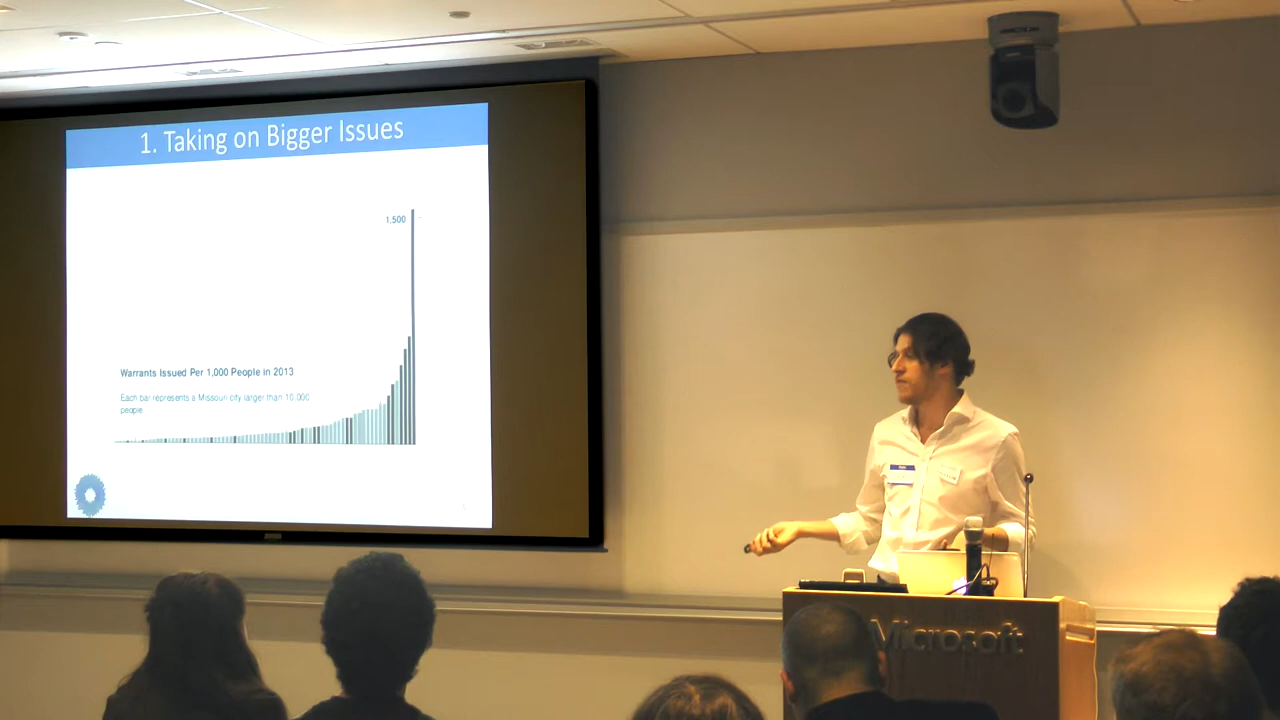 1. Taking on Bigger Issues
1,500
Warrants Issued Per 1,000 People in 2013
Each bar represents a Missouri city larger than 10,000
people
Microsoft